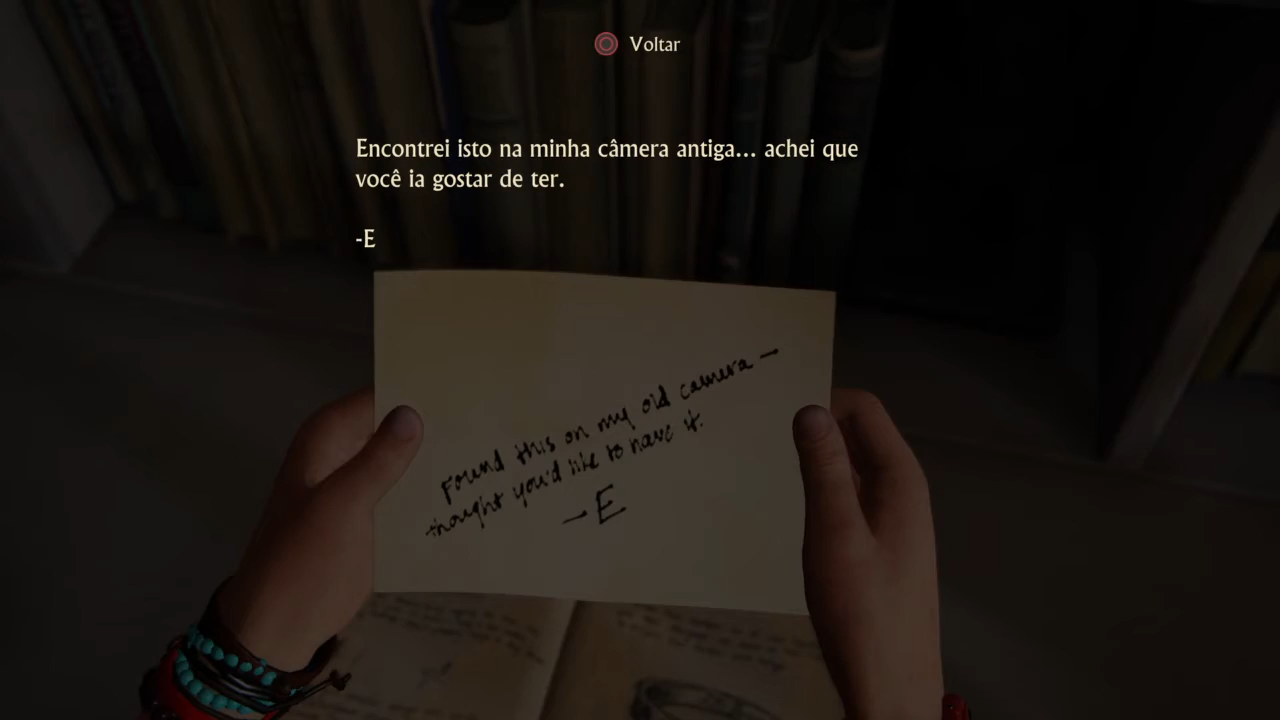 Voltar
Encontrei isto na minha câmera antiga... achei que
você ia gostar de ter.
-E
Found this on my old camera –
thought you'd like to have it.
– E